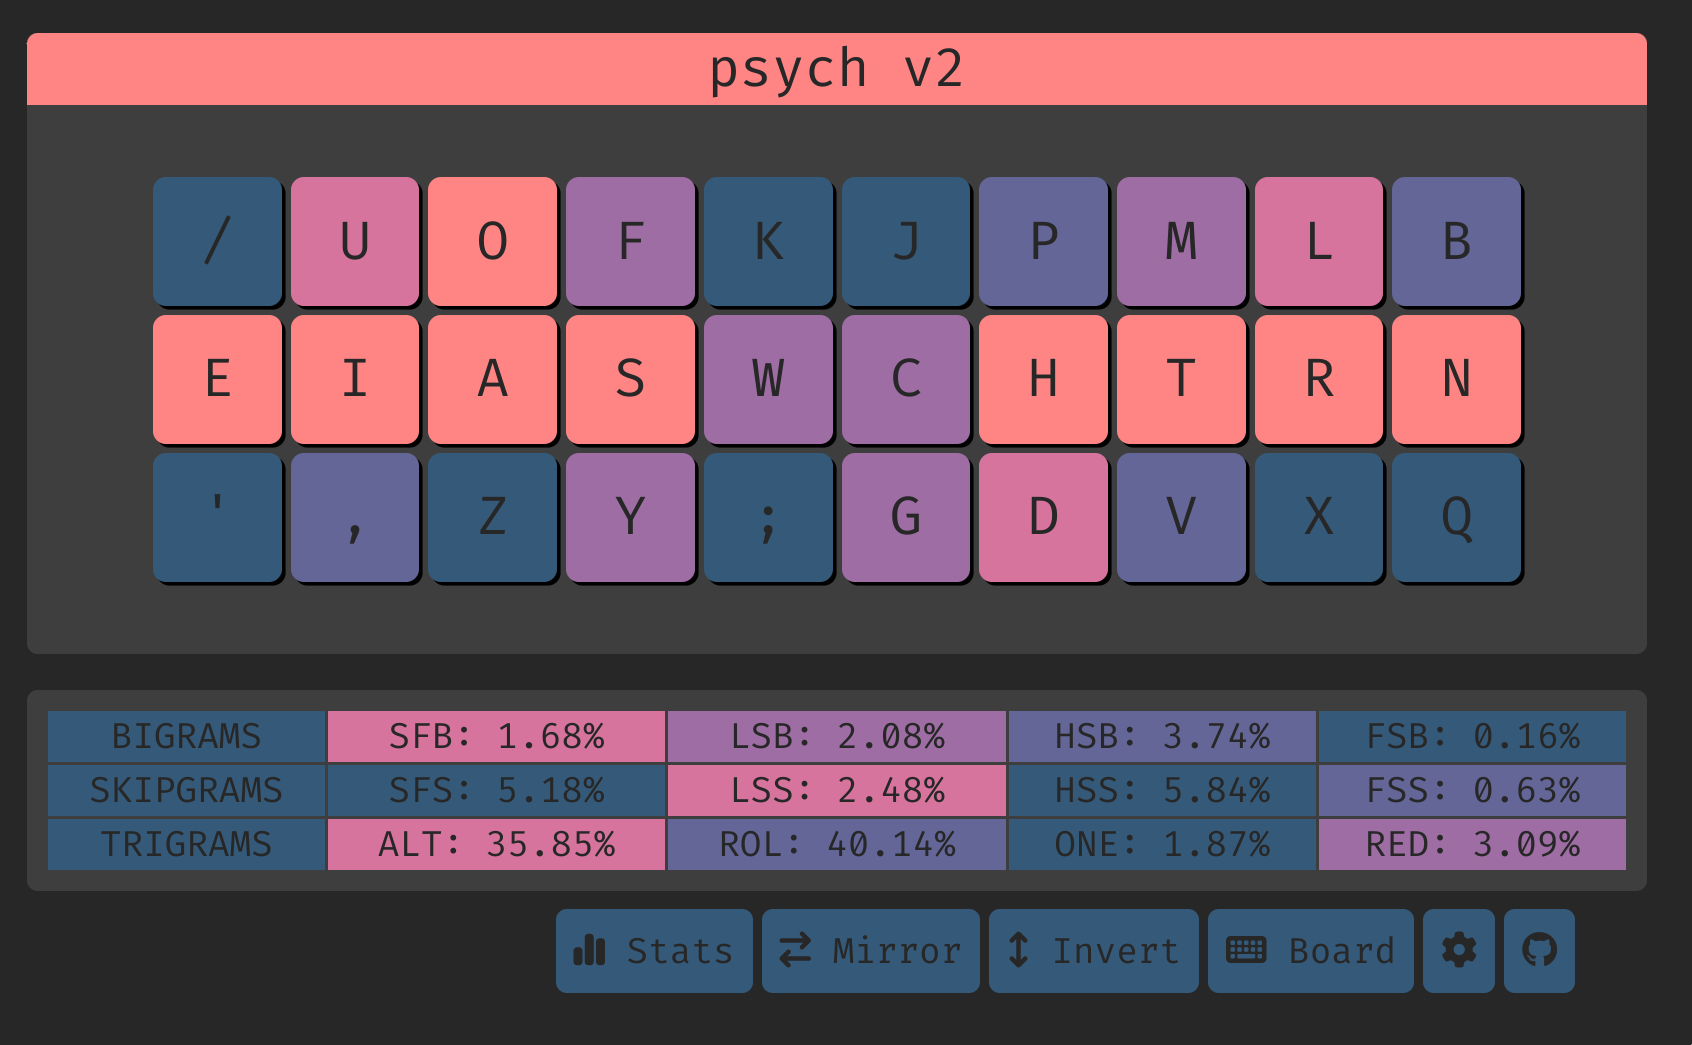 psych v2
/ U O F K J P M L B
E I A S W C H T R N
' , Z Y ; G D V X Q
BIGRAMS SFB: 1.68% LSB: 2.08% HSB: 3.74% FSB: 0.16%
SKIPGRAMS SFS: 5.18% LSS: 2.48% HSS: 5.84% FSS: 0.63%
TRIGRAMS ALT: 35.85% ROL: 40.14% ONE: 1.87% RED: 3.09%
Stats Mirror Invert Board